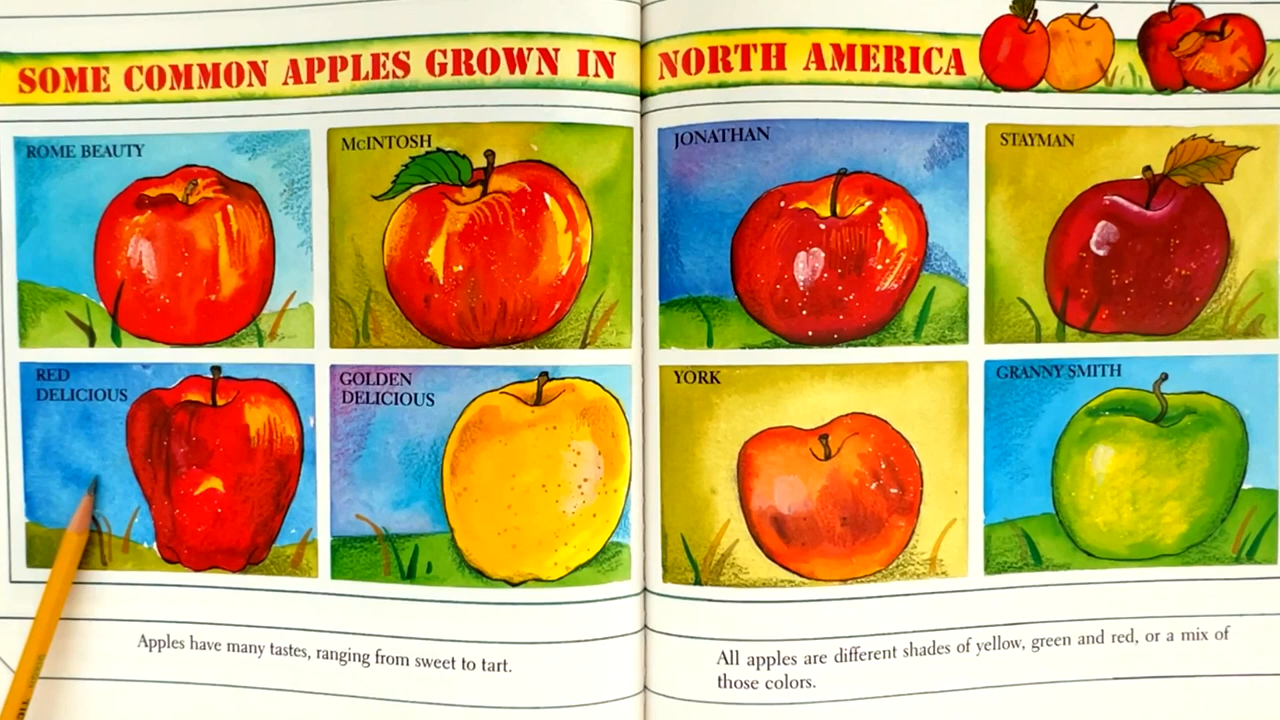 SOME COMMON APPLES GROWN IN NORTH AMERICA
ROME BEAUTY
McINTOSH
JONATHAN
STAYMAN
RED
DELICIOUS
GOLDEN
DELICIOUS
YORK
GRANNY SMITH
Apples have many tastes, ranging from sweet to tart.
All apples are different shades of yellow, green and red, or a mix of
those colors.